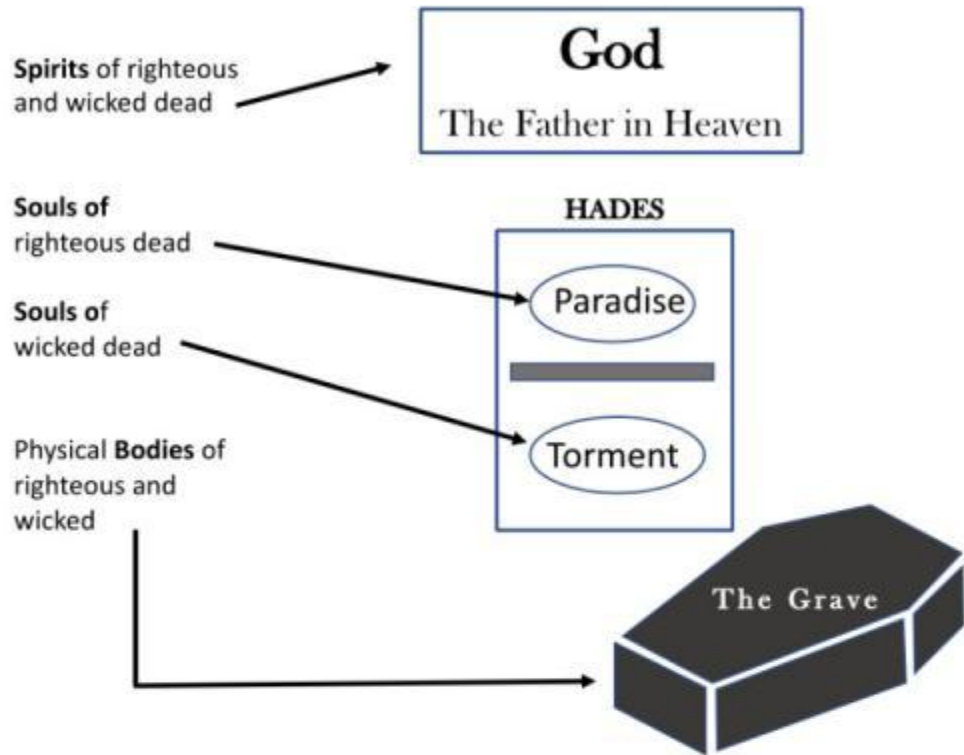 God
The Father in Heaven
Spirits of righteous
and wicked dead
HADES
Souls of
righteous dead
Paradise
Souls of
wicked dead
Torment
Physical Bodies of
righteous and
wicked
The Grave